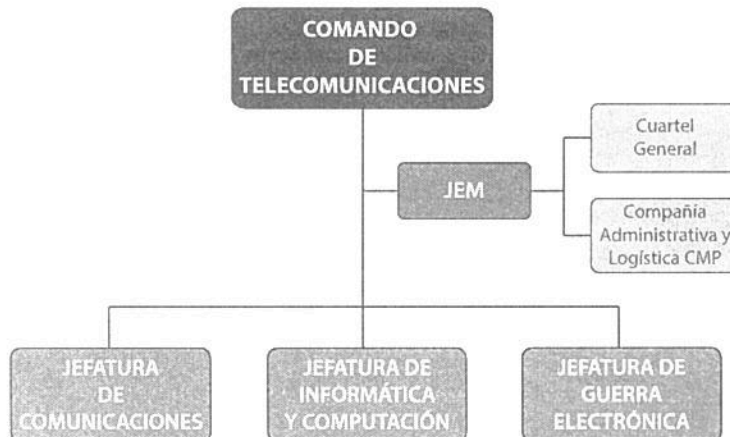 COMANDO
DE
TELECOMUNICACIONES
Cuartel
General
JEM
Compañía
Administrativa y
Logística CMP
JEFATURA
DE
COMUNICACIONES
JEFATURA DE
INFORMÁTICA
Y COMPUTACIÓN
JEFATURA DE
GUERRA
ELECTRÓNICA